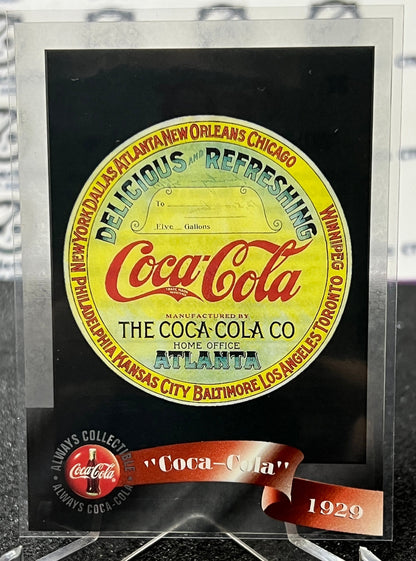 PHILADELPHIA NEW YORK DALLAS ATLANTA NEW ORLEANS CHICAGO
WINNIPEG TORONTO LOS ANGELES BALTIMORE KANSAS CITY
DELICIOUS AND REFRESHING
To
Five Gallons
Coca-Cola
TRADE MARK
MANUFACTURED BY
THE COCA-COLA CO
HOME OFFICE
ATLANTA
ALWAYS COLLECTIBLE
ALWAYS COCA-COLA
Coca-Cola
"Coca-Cola"
1929